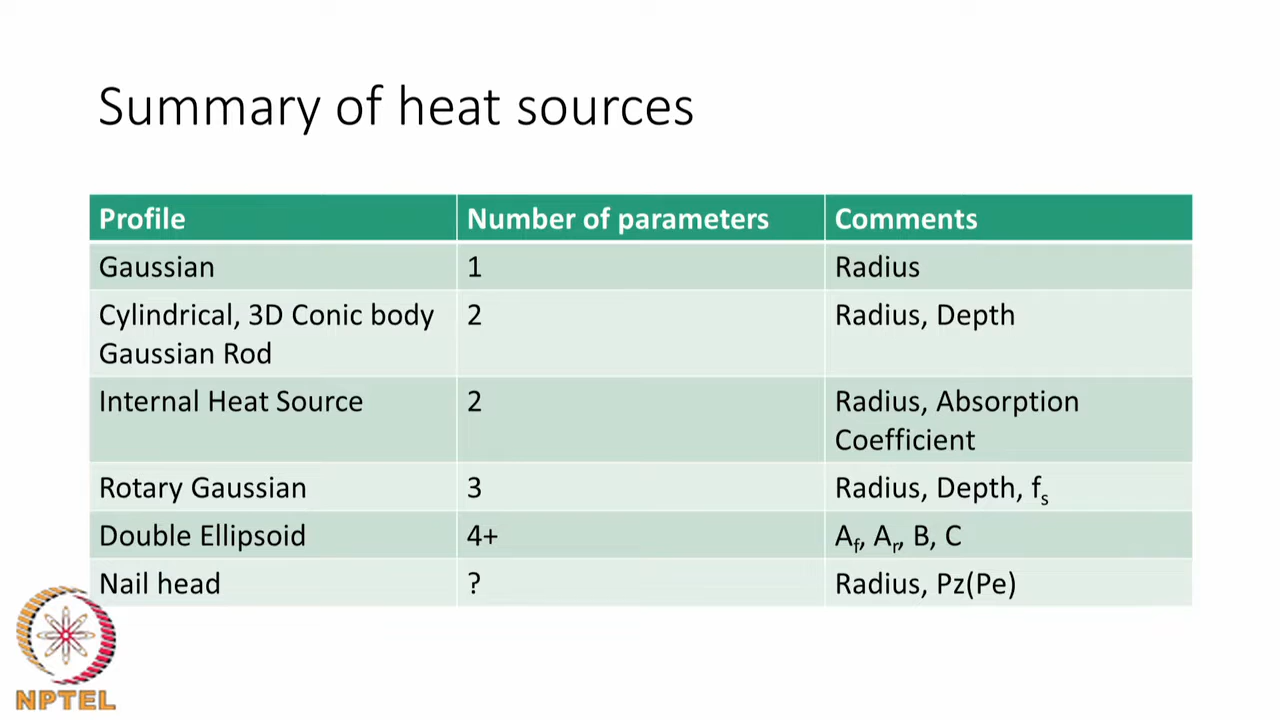 Summary of heat sources
Profile Number of parameters Comments
Gaussian 1 Radius
Cylindrical, 3D Conic body 2 Radius, Depth
Gaussian Rod
Internal Heat Source 2 Radius, Absorption
Coefficient
Rotary Gaussian 3 Radius, Depth, fs
Double Ellipsoid 4+ Af, Ar, B, C
Nail head ? Radius, Pz(Pe)
NPTEL